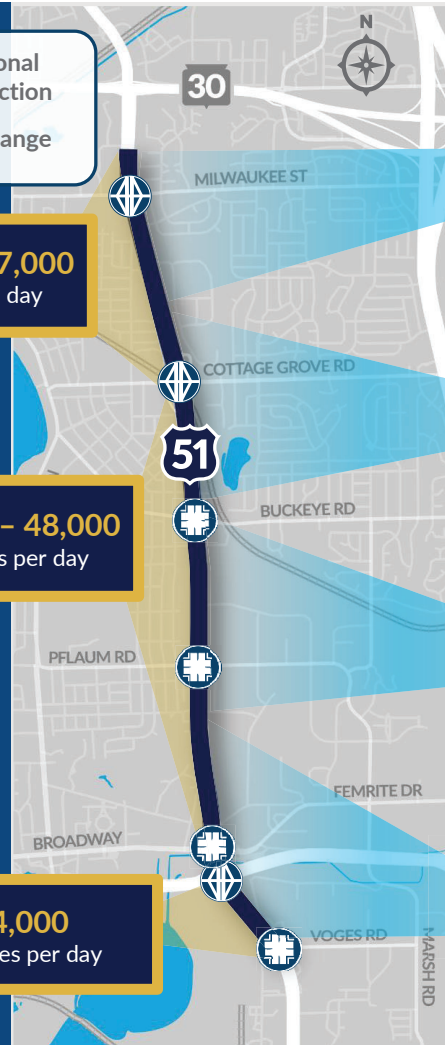 onal
ction
ange
N
30
MILWAUKEE ST
7,000
day
COTTAGE GROVE RD
51
BUCKEYE RD
– 48,000
s per day
PFLAUM RD
FEMRITE DR
BROADWAY
4,000
es per day
VOGES RD
MARSH RD